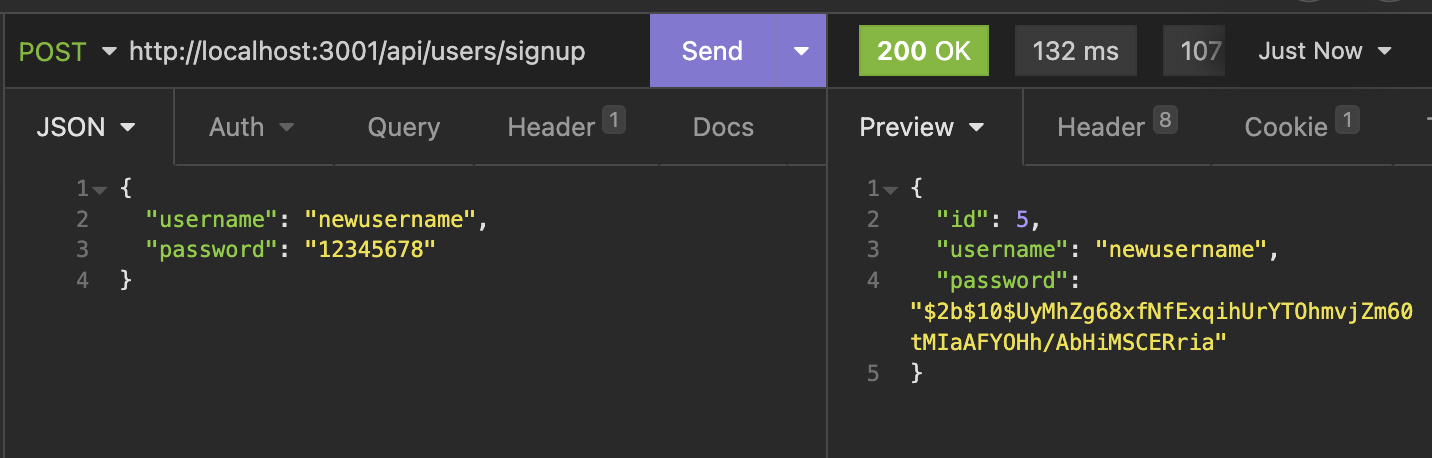 POST http://localhost:3001/api/users/signup Send 200 OK 132 ms 107 Just Now
JSON Auth Query Header 1 Docs Preview Header 8 Cookie 1
1 {
2 "username": "newusername",
3 "password": "12345678"
4 }
1 {
2 "id": 5,
3 "username": "newusername",
4 "password":
"$2b$10$UyMhZg68xfNfExqihUrYTOhmvjZm60
tMIaAFYOHh/AbHiMSCERria"
5 }